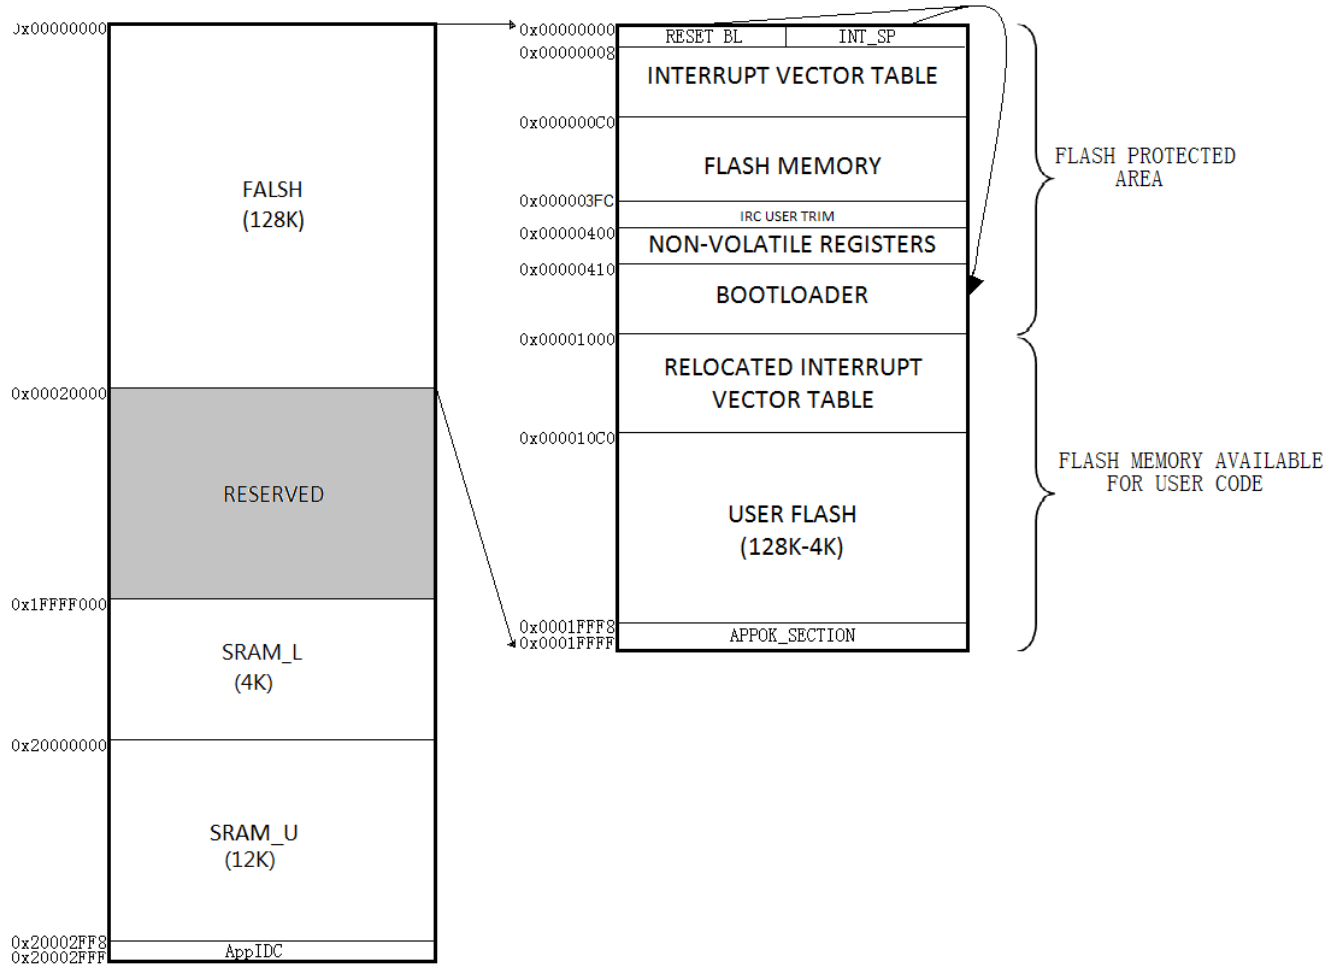 0x00000000
FALSH
(128K)
0x00020000
RESERVED
0x1FFFF000
SRAM_L
(4K)
0x20000000
SRAM_U
(12K)
0x20002FF8
AppIDC
0x20002FFF
0x00000000
RESET BL
INT_SP
0x00000008
INTERRUPT VECTOR TABLE
0x000000C0
FLASH MEMORY
0x000003FC
IRC USER TRIM
0x00000400
NON-VOLATILE REGISTERS
0x00000410
BOOTLOADER
0x00001000
RELOCATED INTERRUPT
VECTOR TABLE
0x000010C0
USER FLASH
(128K-4K)
0x0001FFF8
APPOK_SECTION
0x0001FFFF
FLASH PROTECTED
AREA
FLASH MEMORY AVAILABLE
FOR USER CODE